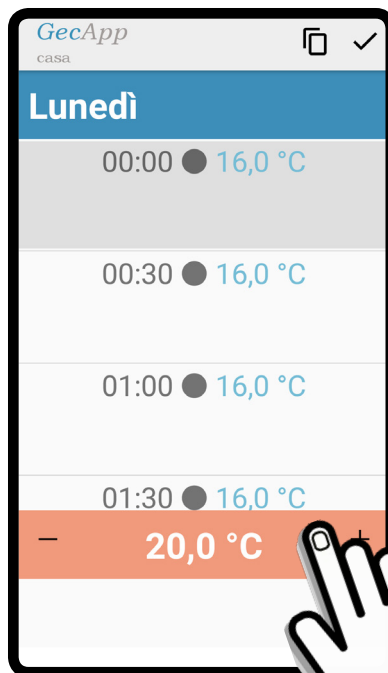 GecApp
casa
Lunedì
00:00 16,0 °C
00:30 16,0 °C
01:00 16,0 °C
01:30 16,0 °C
− 20,0 °C +